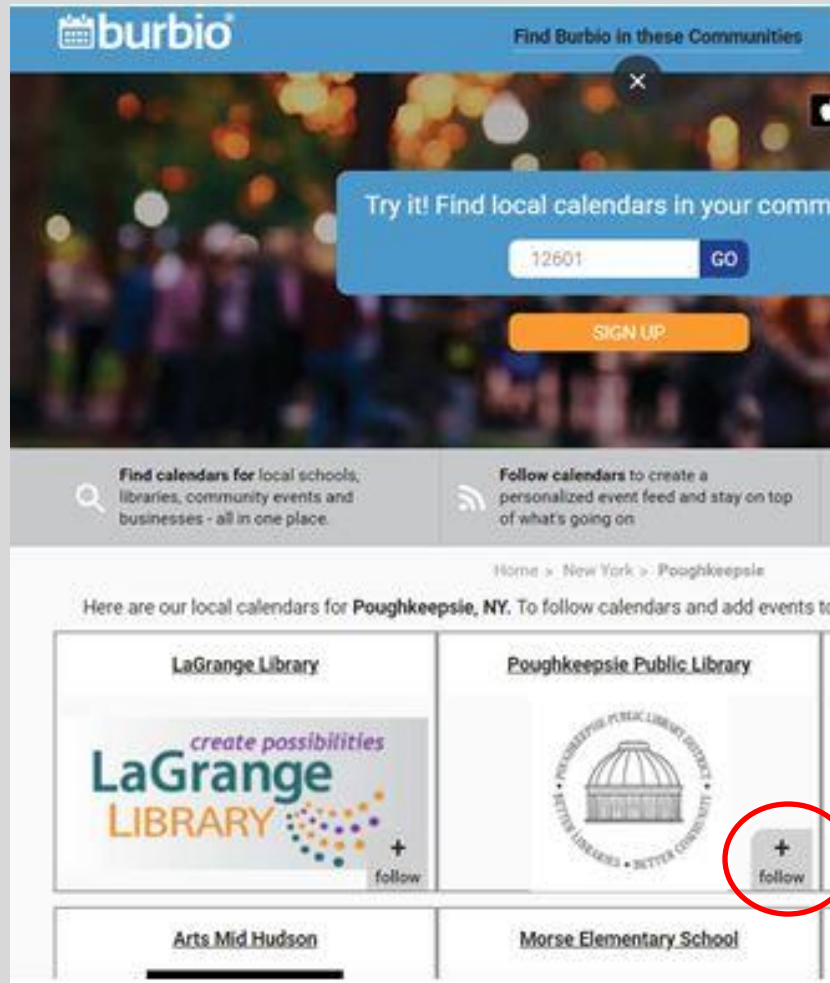 burbio
Find Burbio in these Communities
×
Try it! Find local calendars in your comm
12601
GO
SIGN UP
Find calendars for local schools,
libraries, community events and
businesses - all in one place.
Follow calendars to create a
personalized event feed and stay on top
of what's going on
Home > New York > Poughkeepsie
Here are our local calendars for Poughkeepsie, NY. To follow calendars and add events to
LaGrange Library
create possibilities
LaGrange
LIBRARY
+
follow
Poughkeepsie Public Library
POUGHKEEPSIE PUBLIC LIBRARY DISTRICT
• BETTER LIBRARIES • BETTER COMMUNITY •
+
follow
Arts Mid Hudson
Morse Elementary School